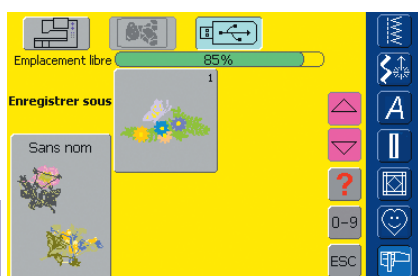 Emplacement libre
85%
1
Enregistrer sous
Sans nom
A
?
0-9
ESC